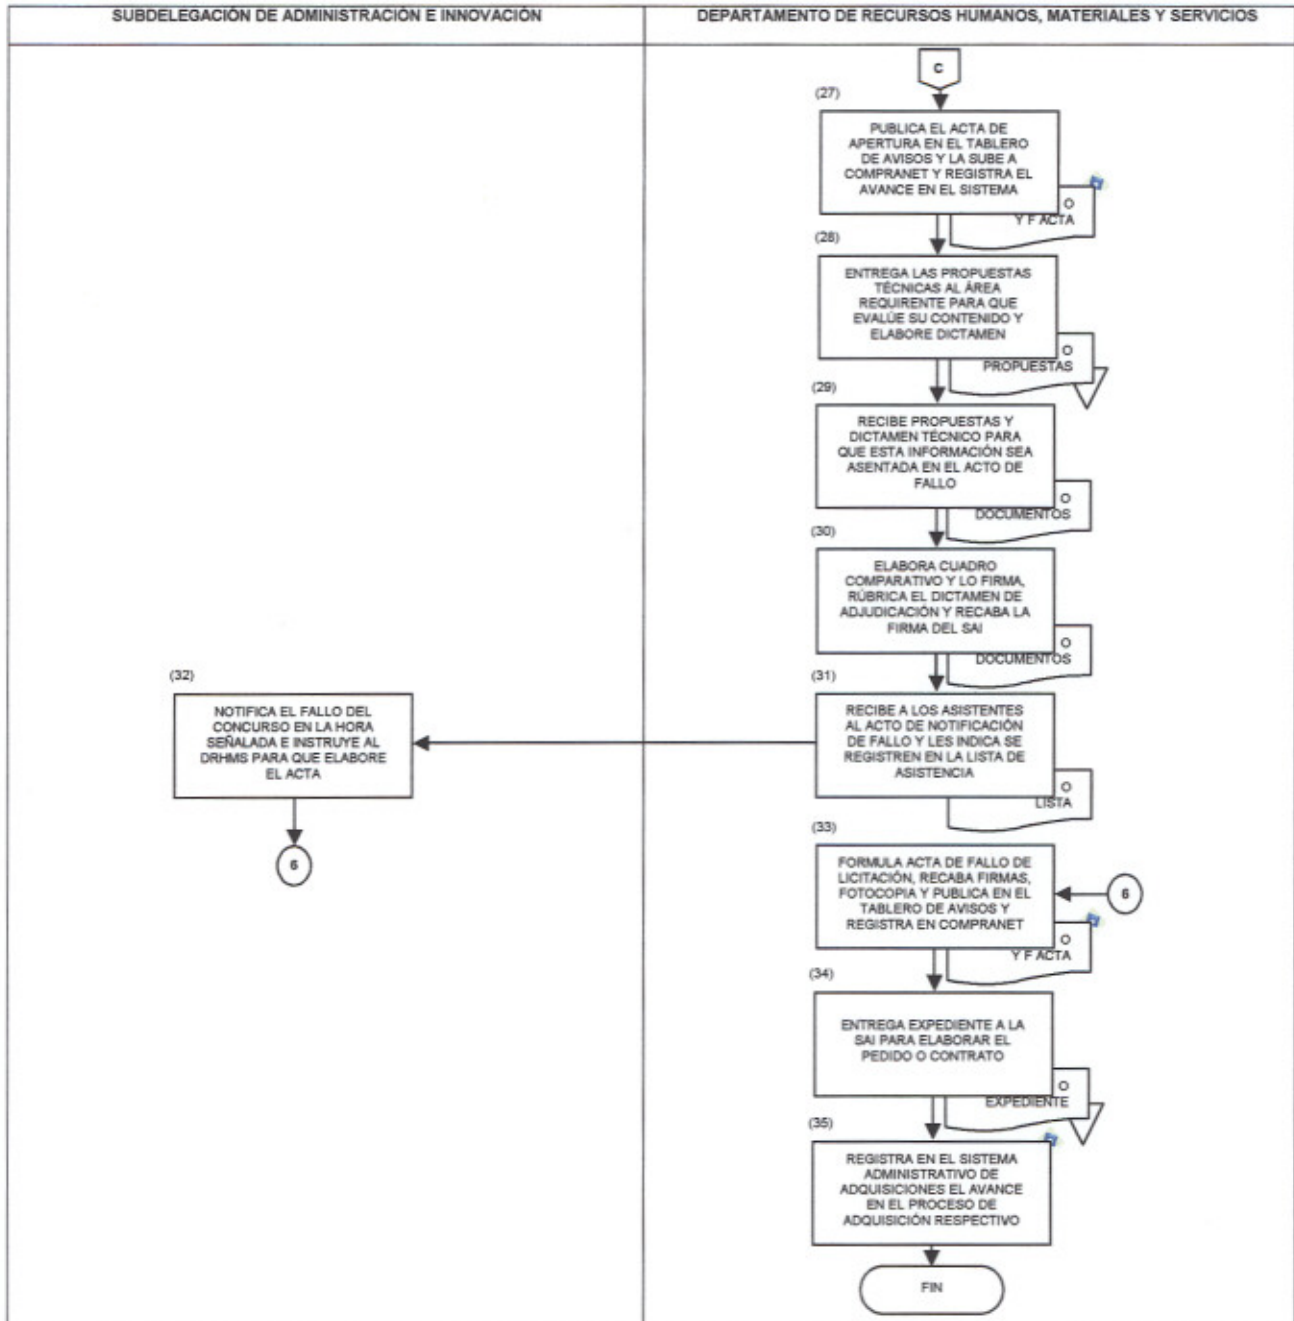 SUBDELEGACIÓN DE ADMINISTRACIÓN E INNOVACIÓN
DEPARTAMENTO DE RECURSOS HUMANOS, MATERIALES Y SERVICIOS
C
(27)
PUBLICA EL ACTA DE
APERTURA EN EL TABLERO
DE AVISOS Y LA SUBE A
COMPRANET Y REGISTRA EL
AVANCE EN EL SISTEMA
O
Y F ACTA
(28)
ENTREGA LAS PROPUESTAS
TÉCNICAS AL ÁREA
REQUIRENTE PARA QUE
EVALÚE SU CONTENIDO Y
ELABORE DICTAMEN
O
PROPUESTAS
(29)
RECIBE PROPUESTAS Y
DICTAMEN TÉCNICO PARA
QUE ESTA INFORMACIÓN SEA
ASENTADA EN EL ACTO DE
FALLO
O
DOCUMENTOS
(30)
ELABORA CUADRO
COMPARATIVO Y LO FIRMA,
RÚBRICA EL DICTAMEN DE
ADJUDICACIÓN Y RECABA LA
FIRMA DEL SAI
O
DOCUMENTOS
(31)
RECIBE A LOS ASISTENTES
AL ACTO DE NOTIFICACIÓN
DE FALLO Y LES INDICA SE
REGISTREN EN LA LISTA DE
ASISTENCIA
O
LISTA
(32)
NOTIFICA EL FALLO DEL
CONCURSO EN LA HORA
SEÑALADA E INSTRUYE AL
DRHMS PARA QUE ELABORE
EL ACTA
6
(33)
FORMULA ACTA DE FALLO DE
LICITACIÓN, RECABA FIRMAS,
FOTOCOPIA Y PUBLICA EN EL
TABLERO DE AVISOS Y
REGISTRA EN COMPRANET
6
O
Y F ACTA
(34)
ENTREGA EXPEDIENTE A LA
SAI PARA ELABORAR EL
PEDIDO O CONTRATO
O
EXPEDIENTE
(35)
REGISTRA EN EL SISTEMA
ADMINISTRATIVO DE
ADQUISICIONES EL AVANCE
EN EL PROCESO DE
ADQUISICIÓN RESPECTIVO
FIN